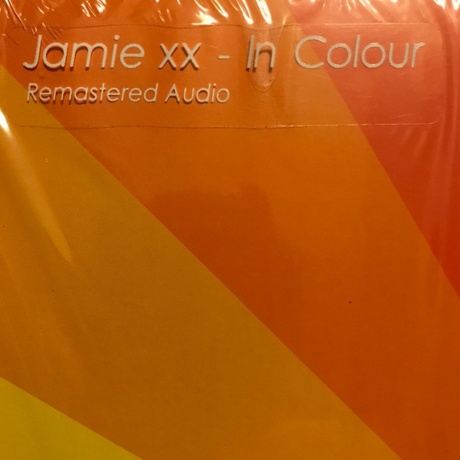 Jamie xx - In Colour
Remastered Audio